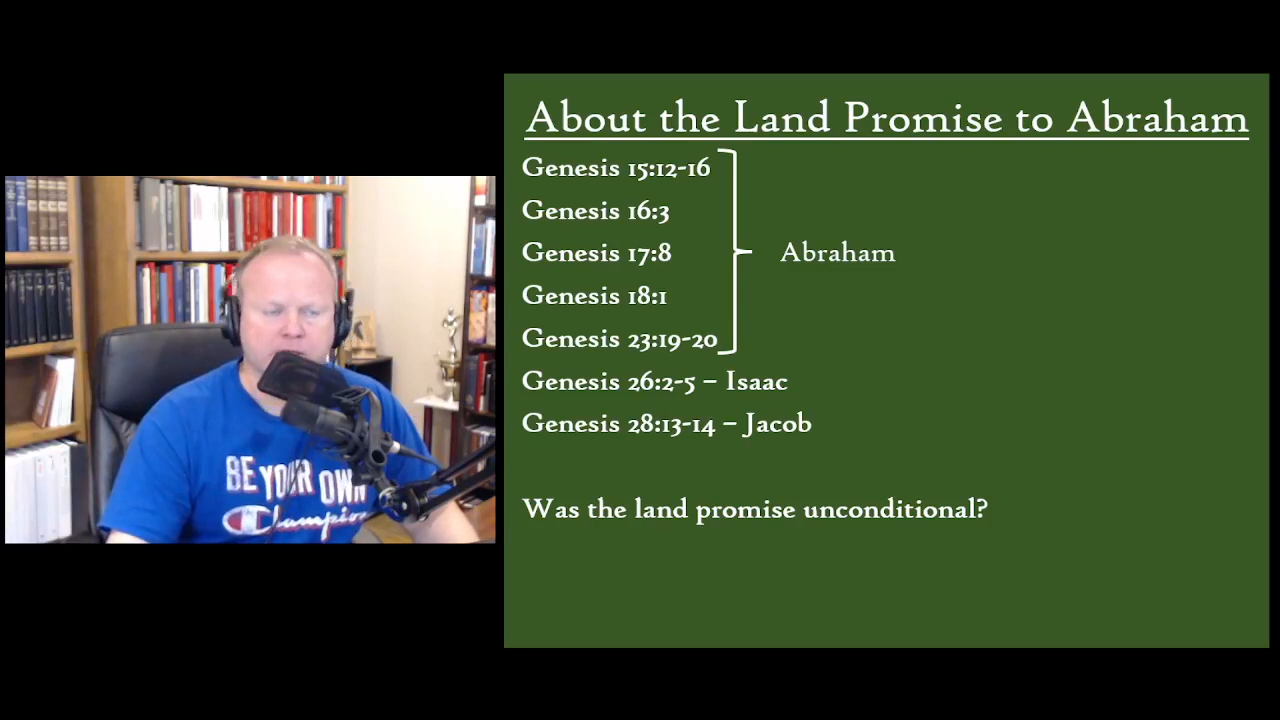 About the Land Promise to Abraham
Genesis 15:12-16
Genesis 16:3
Genesis 17:8
Abraham
Genesis 18:1
Genesis 23:19-20
Genesis 26:2-5 – Isaac
Genesis 28:13-14 – Jacob
Was the land promise unconditional?
BE YOUR OWN
Champion